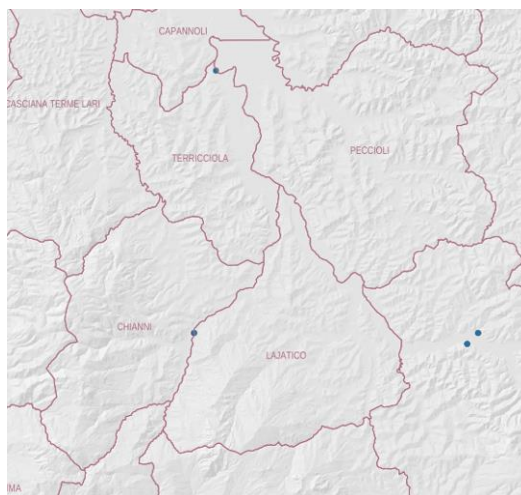 CAPANNOLI
CASCIANA TERME LARI
TERRICCIOLA
PECCIOLI
CHIANNI
LAJATICO